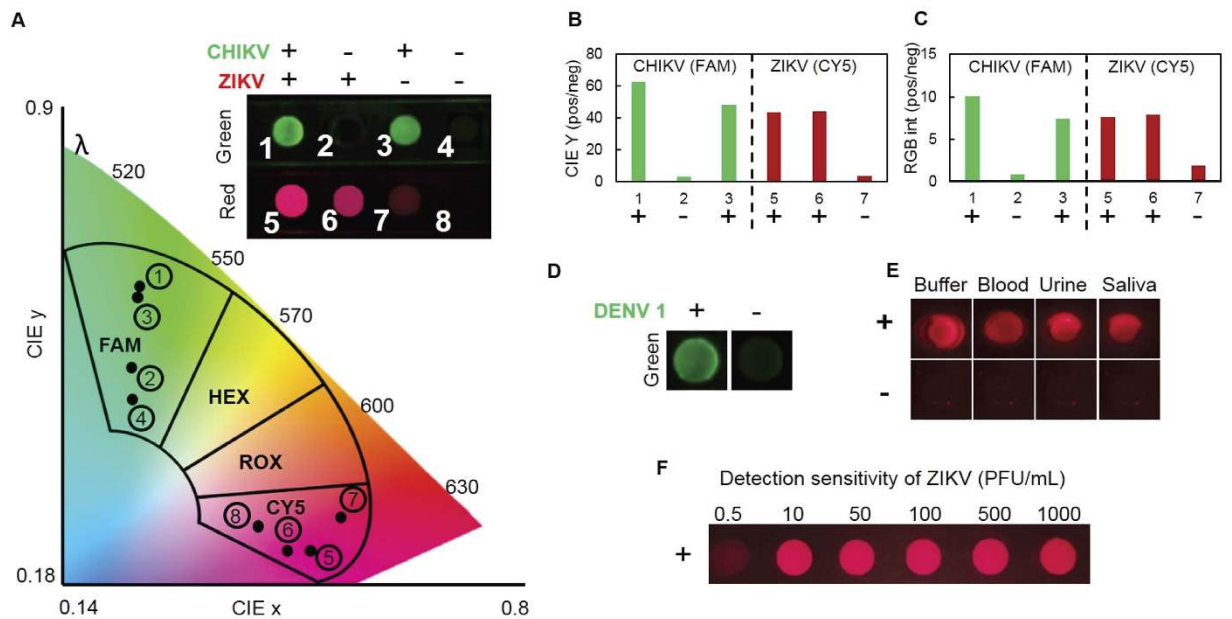 A
CHIKV + - + -
ZIKV + + - -
Green
1 2 3 4
Red
5 6 7 8
0.9
λ
520
550
570
600
630
1
3
FAM
2
4
HEX
ROX
CY5
7
8
6
5
CIE y
0.18
0.14
CIE x
0.8
B
80
60
40
20
0
CIE Y (pos/neg)
CHIKV (FAM) ZIKV (CY5)
1 2 3 5 6 7
+ - + + + -
C
15
10
5
0
RGB int (pos/neg)
CHIKV (FAM) ZIKV (CY5)
1 2 3 5 6 7
+ - + + + -
D
DENV 1 + -
Green
E
Buffer Blood Urine Saliva
+
-
F
Detection sensitivity of ZIKV (PFU/mL)
0.5 10 50 100 500 1000
+